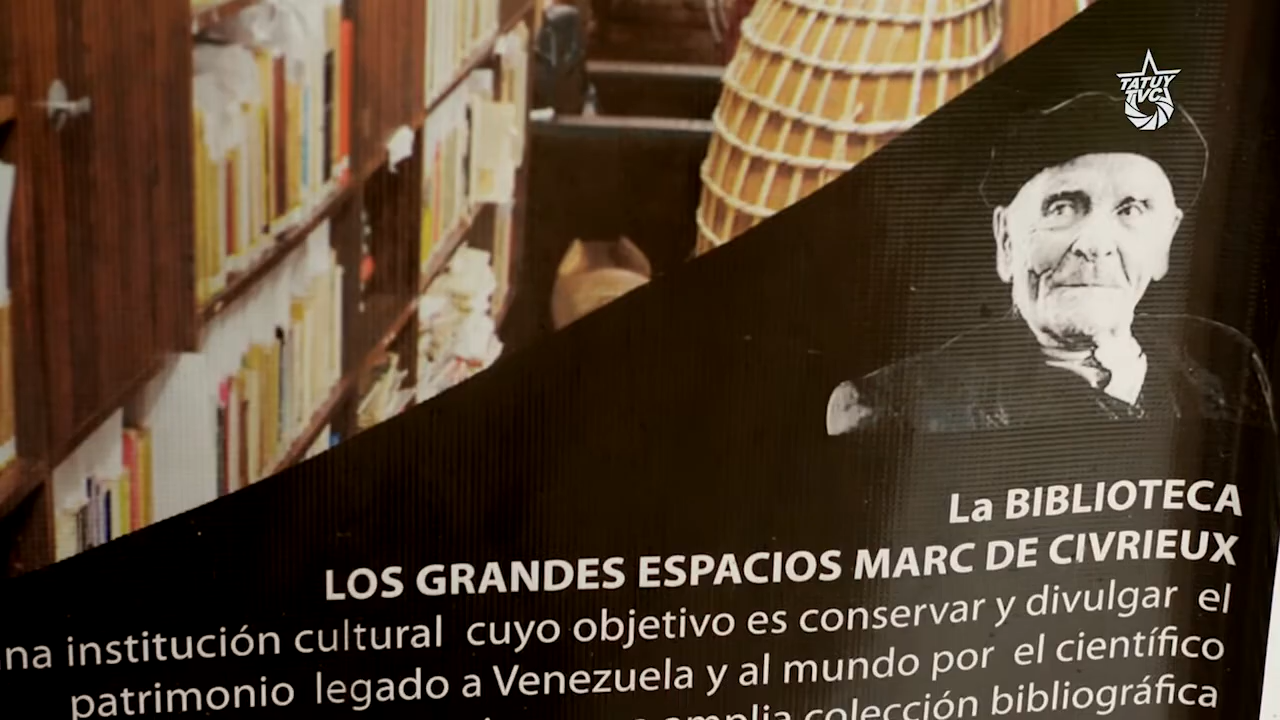 TATUY
TVC
La BIBLIOTECA
LOS GRANDES ESPACIOS MARC DE CIVRIEUX
institución cultural cuyo objetivo es conservar y divulgar el
patrimonio legado a Venezuela y al mundo por el científico
amplia colección bibliográfica